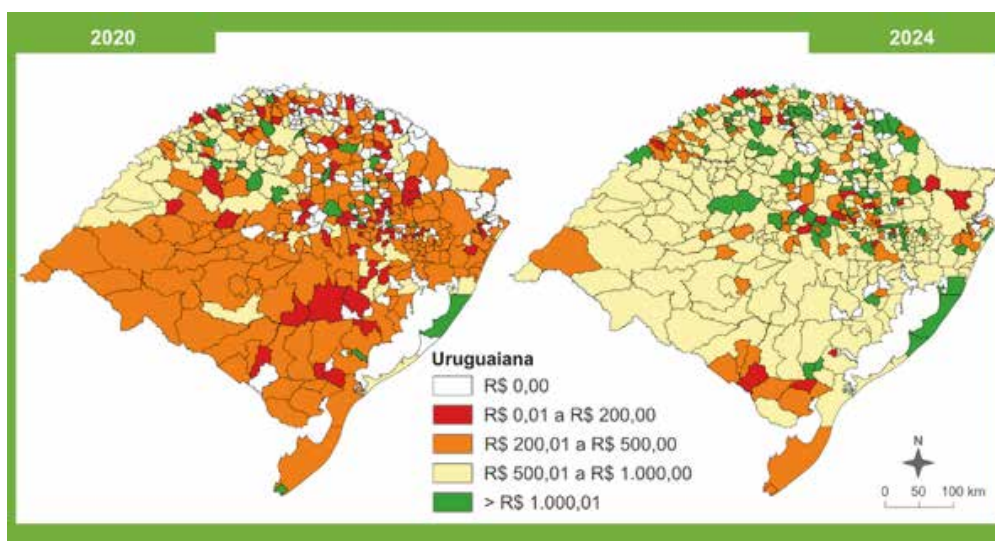 2020
2024
Uruguaiana
R$ 0,00
R$ 0,01 a R$ 200,00
R$ 200,01 a R$ 500,00
R$ 500,01 a R$ 1.000,00
> R$ 1.000,01
N
0 50 100 km